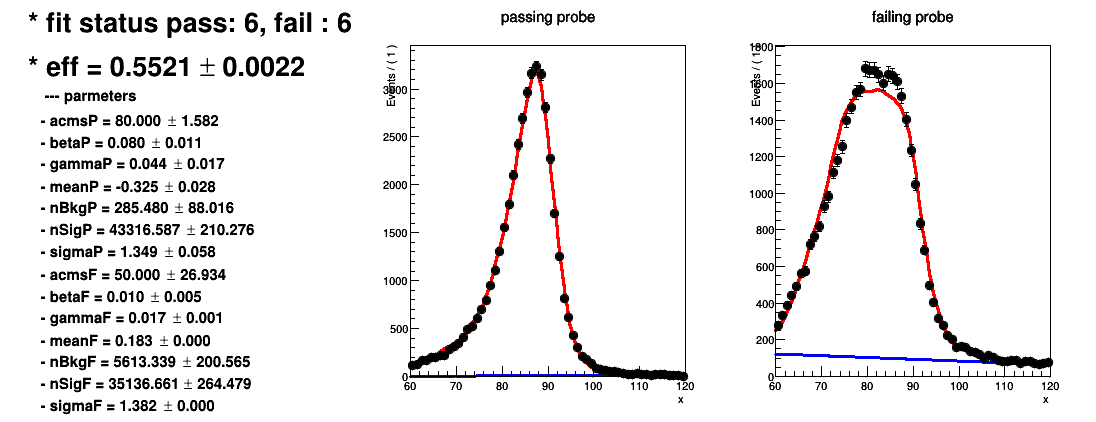 * fit status pass: 6, fail : 6
* eff = 0.5521 ± 0.0022
--- parmeters
- acmsP = 80.000 ± 1.582
- betaP = 0.080 ± 0.011
- gammaP = 0.044 ± 0.017
- meanP = -0.325 ± 0.028
- nBkgP = 285.480 ± 88.016
- nSigP = 43316.587 ± 210.276
- sigmaP = 1.349 ± 0.058
- acmsF = 50.000 ± 26.934
- betaF = 0.010 ± 0.005
- gammaF = 0.017 ± 0.001
- meanF = 0.183 ± 0.000
- nBkgF = 5613.339 ± 200.565
- nSigF = 35136.661 ± 264.479
- sigmaF = 1.382 ± 0.000
passing probe
Events / ( 1 )
3000
2500
2000
1500
1000
500
0
60 70 80 90 100 110 120
x
failing probe
Events / ( 1 )
1800
1600
1400
1200
1000
800
600
400
200
0
60 70 80 90 100 110 120
x